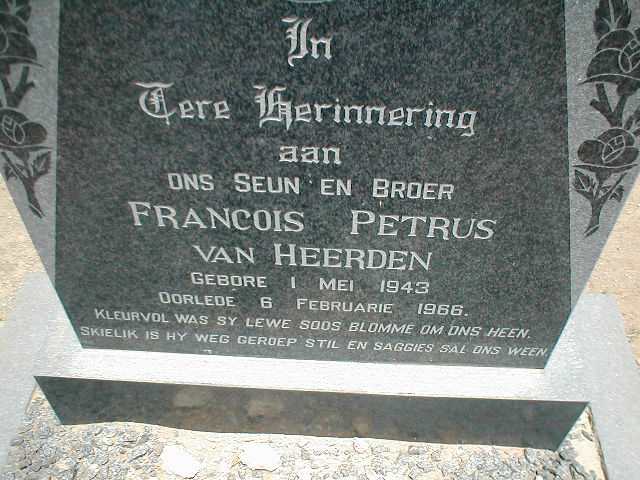 In
Tere Herinnering
aan
ONS SEUN EN BROER
FRANCOIS PETRUS
VAN HEERDEN
GEBORE 1 MEI 1943
OORLEDE 6 FEBRUARIE 1966.
KLEURVOL WAS SY LEWE SOOS BLOMME OM ONS HEEN.
SKIELIK IS HY WEG GEROEP STIL EN SAGGIES SAL ONS WEEN.